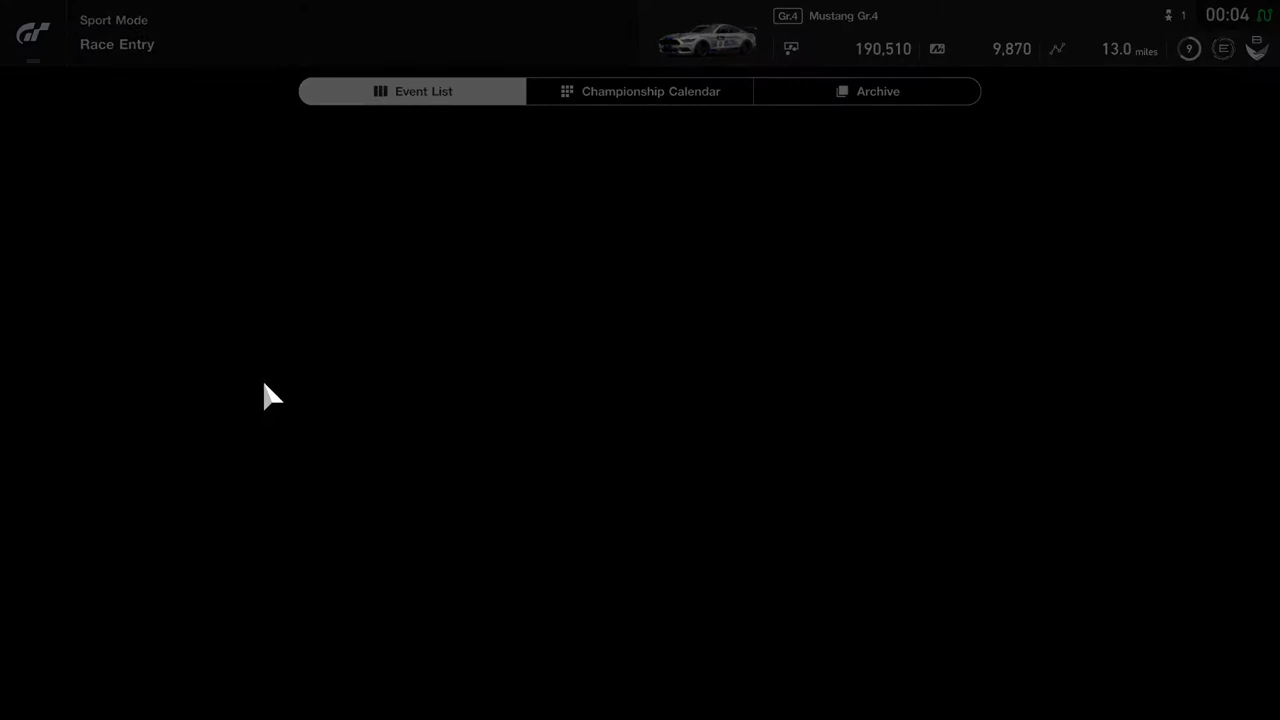 Sport Mode
Race Entry
Gr.4 Mustang Gr.4
1 00:04
190,510 9,870 13.0 miles 9 E B
Event List Championship Calendar Archive